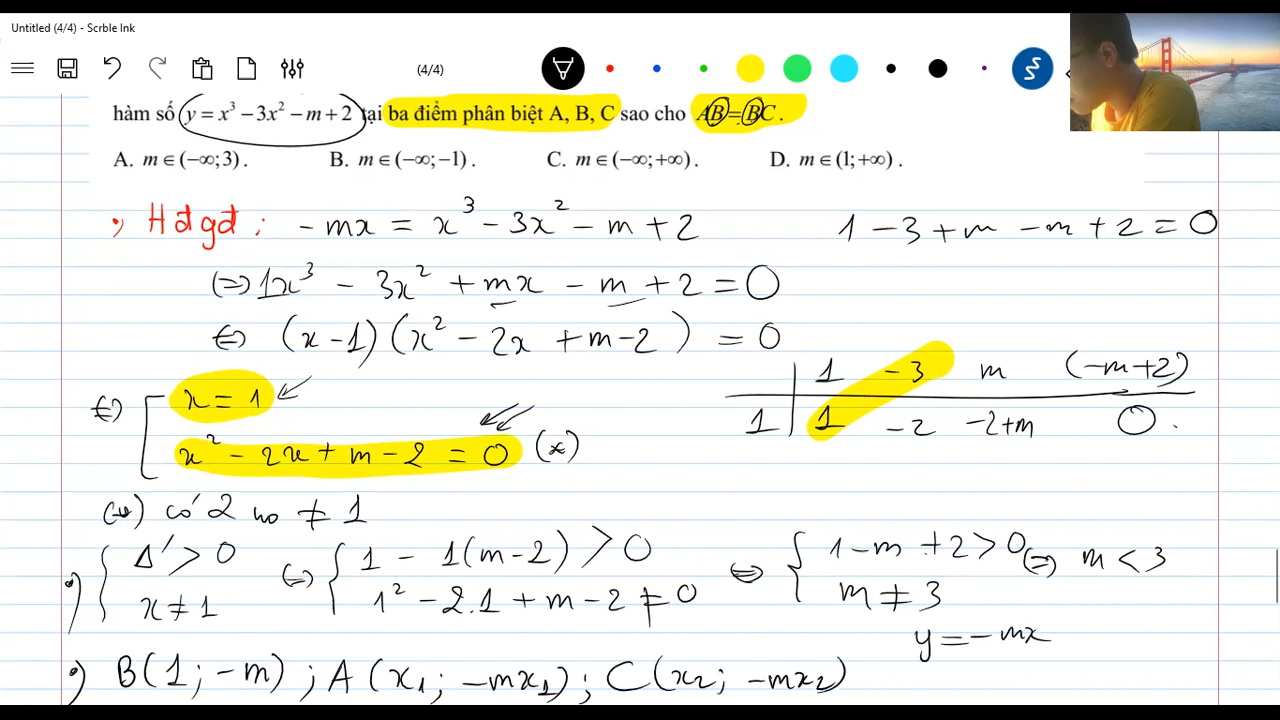 Untitled (4/4) - Scrble Ink
(4/4)
hàm số y = x³ − 3x² − m + 2 tại ba điểm phân biệt A, B, C sao cho AB = BC .
A. m ∈ (−∞;3) . B. m ∈ (−∞;−1) . C. m ∈ (−∞;+∞) . D. m ∈ (1;+∞) .
Hđgđ : −mx = x³ − 3x² − m + 2
1 − 3 + m − m + 2 = 0
(=) 1x³ − 3x² + mx − m + 2 = 0
⇔ (x − 1)(x² − 2x + m − 2) = 0
1 −3 m (−m+2)
1 1 −2 −2+m 0 .
⇔ [ x = 1
x² − 2x + m − 2 = 0 (*)
(*) có 2 no ≠ 1
{ Δ' > 0 ⇔ { 1 − 1(m−2) > 0 ⇔ { 1 − m + 2 > 0 (=) m < 3
x ≠ 1 1² − 2.1 + m − 2 ≠ 0 m ≠ 3
y = −mx
B(1; −m) ; A(x₁; −mx₁) ; C(x₂; −mx₂)